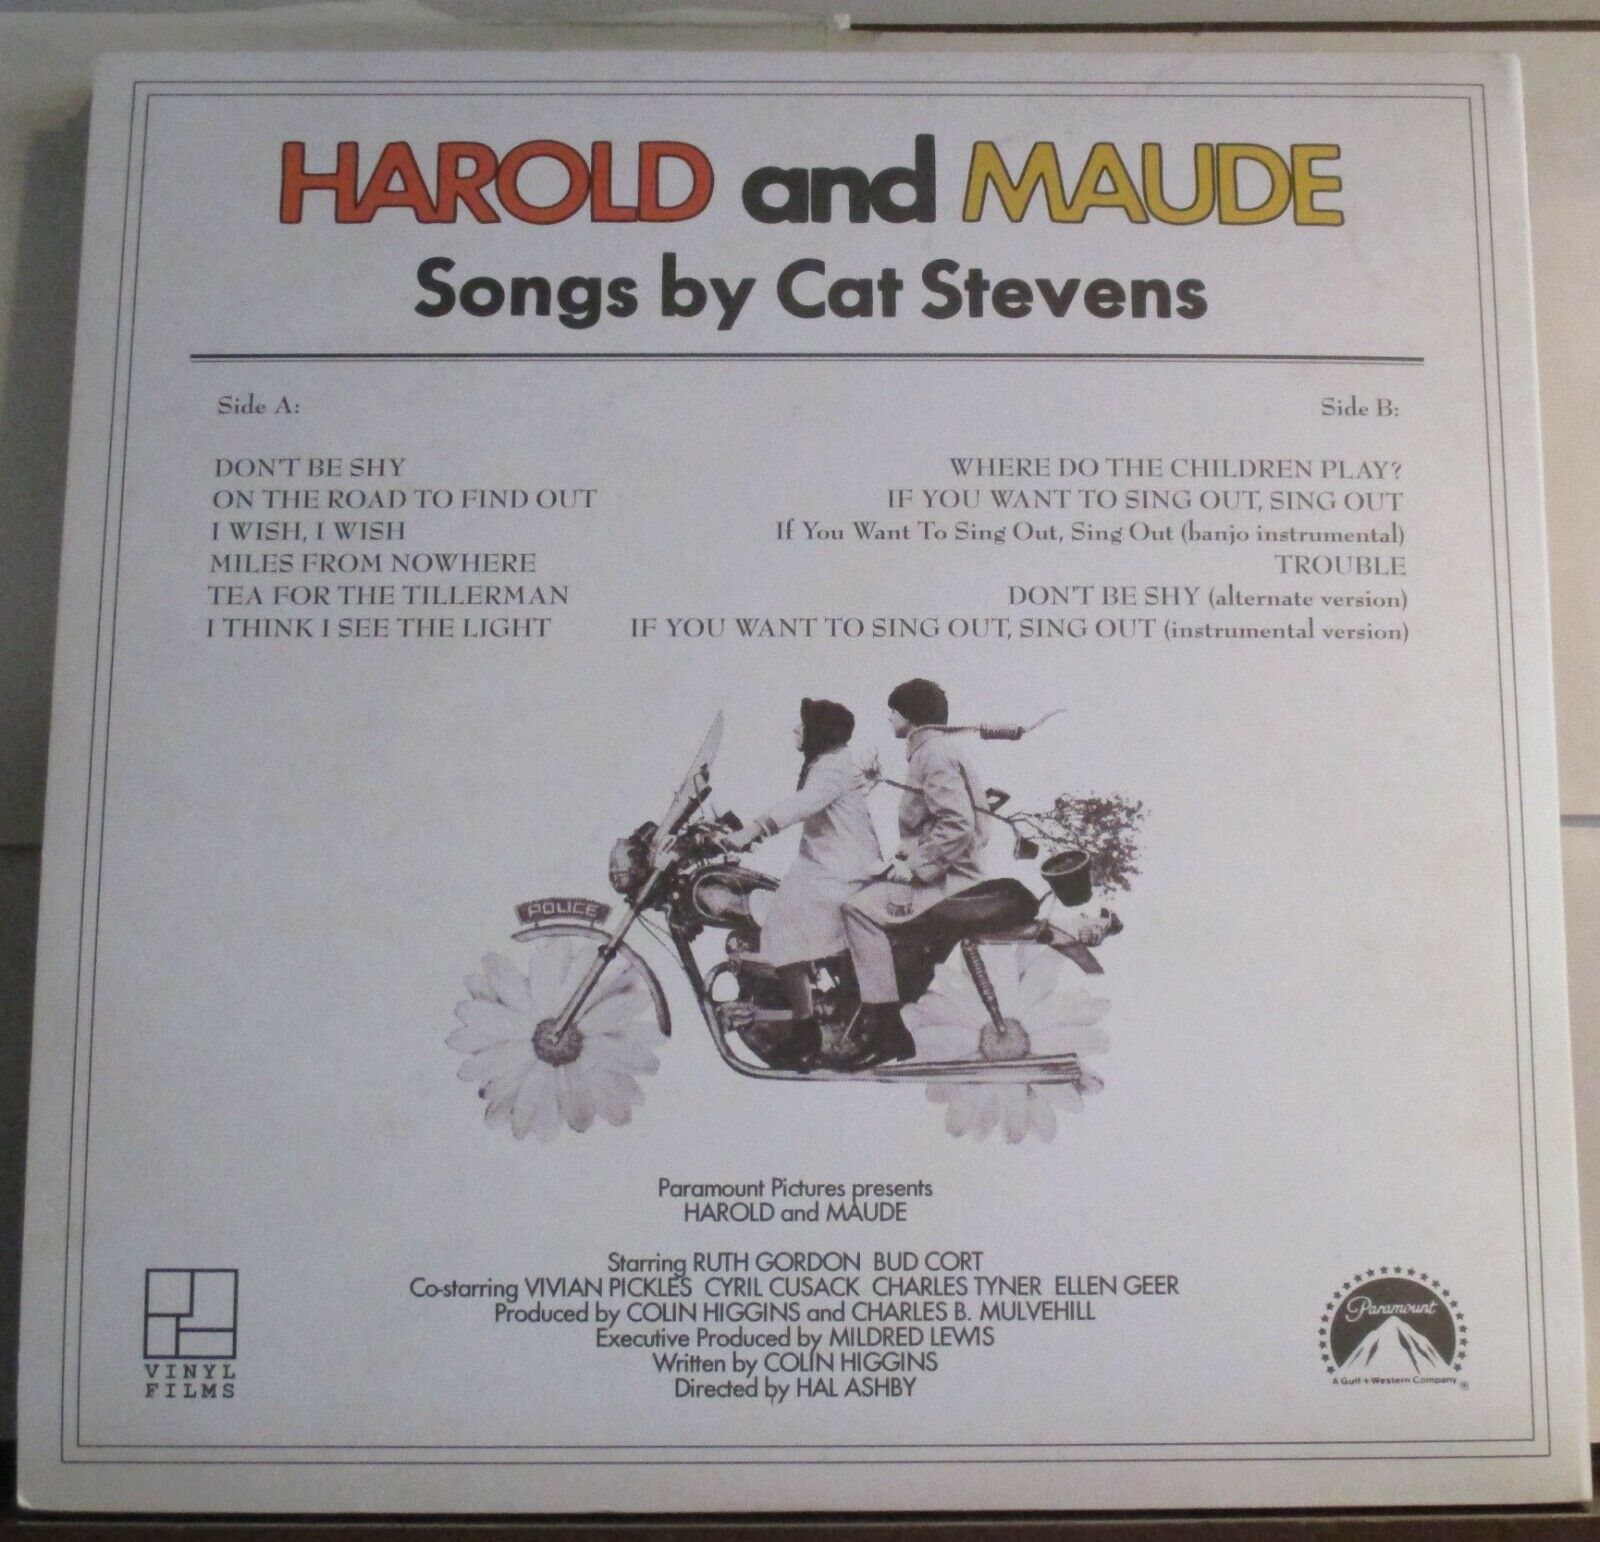 HAROLD and MAUDE
Songs by Cat Stevens
Side A:
DON'T BE SHY
ON THE ROAD TO FIND OUT
I WISH, I WISH
MILES FROM NOWHERE
TEA FOR THE TILLERMAN
I THINK I SEE THE LIGHT
Side B:
WHERE DO THE CHILDREN PLAY?
IF YOU WANT TO SING OUT, SING OUT
If You Want To Sing Out, Sing Out (banjo instrumental)
TROUBLE
DON'T BE SHY (alternate version)
IF YOU WANT TO SING OUT, SING OUT (instrumental version)
POLICE
Paramount Pictures presents
HAROLD and MAUDE
Starring RUTH GORDON BUD CORT
Co-starring VIVIAN PICKLES CYRIL CUSACK CHARLES TYNER ELLEN GEER
Produced by COLIN HIGGINS and CHARLES B. MULVEHILL
Executive Produced by MILDRED LEWIS
Written by COLIN HIGGINS
Directed by HAL ASHBY
VINYL
FILMS
Paramount
A Gulf + Western Company
®